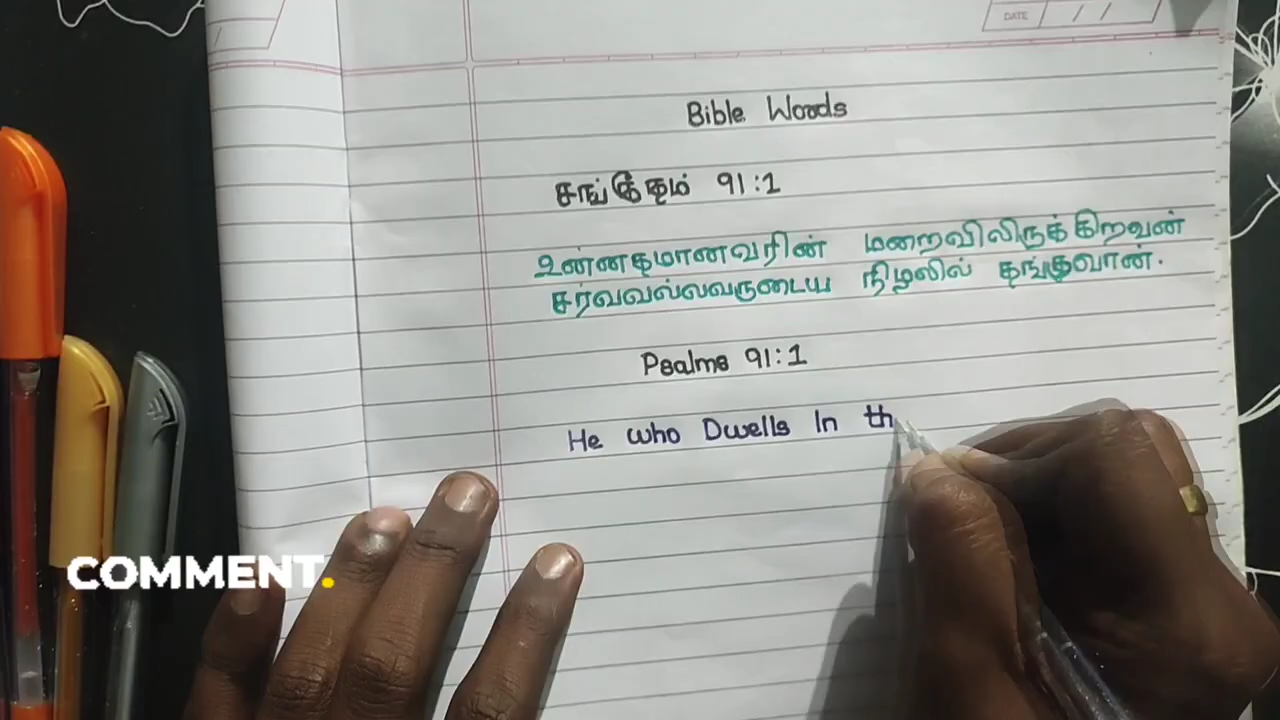 DATE / /
Bible Words
சங்கீதம் 91:1
உன்னதமானவரின் மறைவிலிருக்கிறவன்
சர்வவல்லவருடைய நிழலில் தங்குவான்.
Psalms 91:1
He who Dwells In th
COMMENT.